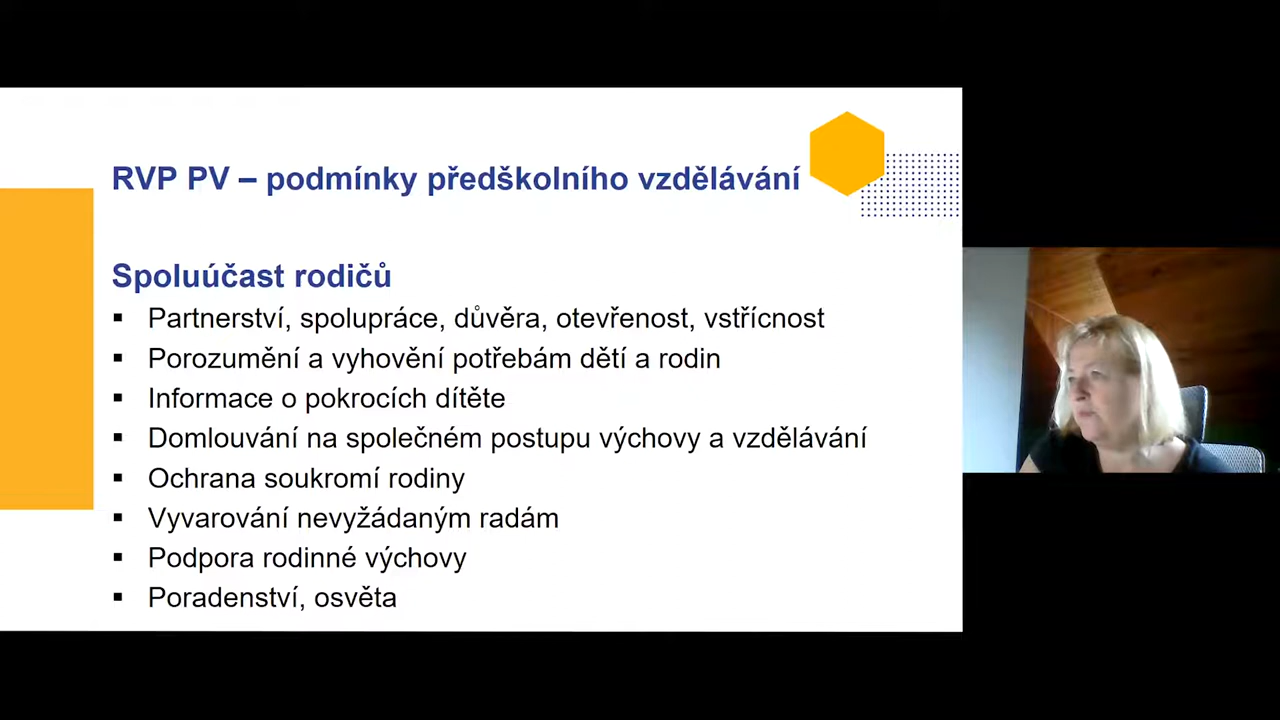 RVP PV – podmínky předškolního vzdělávání
Spoluúčast rodičů
▪ Partnerství, spolupráce, důvěra, otevřenost, vstřícnost
▪ Porozumění a vyhovění potřebám dětí a rodin
▪ Informace o pokrocích dítěte
▪ Domlouvání na společném postupu výchovy a vzdělávání
▪ Ochrana soukromí rodiny
▪ Vyvarování nevyžádaným radám
▪ Podpora rodinné výchovy
▪ Poradenství, osvěta